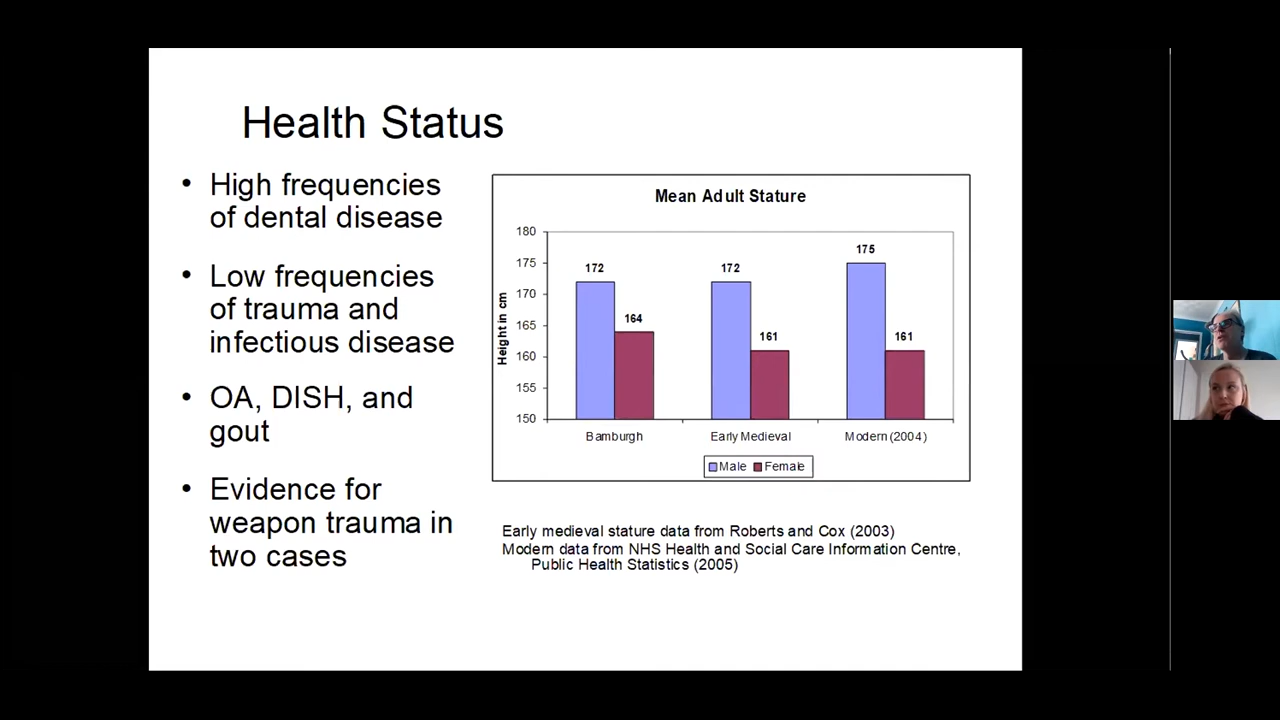 Health Status
• High frequencies
of dental disease
• Low frequencies
of trauma and
infectious disease
• OA, DISH, and
gout
• Evidence for
weapon trauma in
two cases
Mean Adult Stature
Height in cm
180
175
170
165
160
155
150
172
164
172
161
175
161
Bamburgh
Early Medieval
Modern (2004)
Male
Female
Early medieval stature data from Roberts and Cox (2003)
Modern data from NHS Health and Social Care Information Centre,
Public Health Statistics (2005)